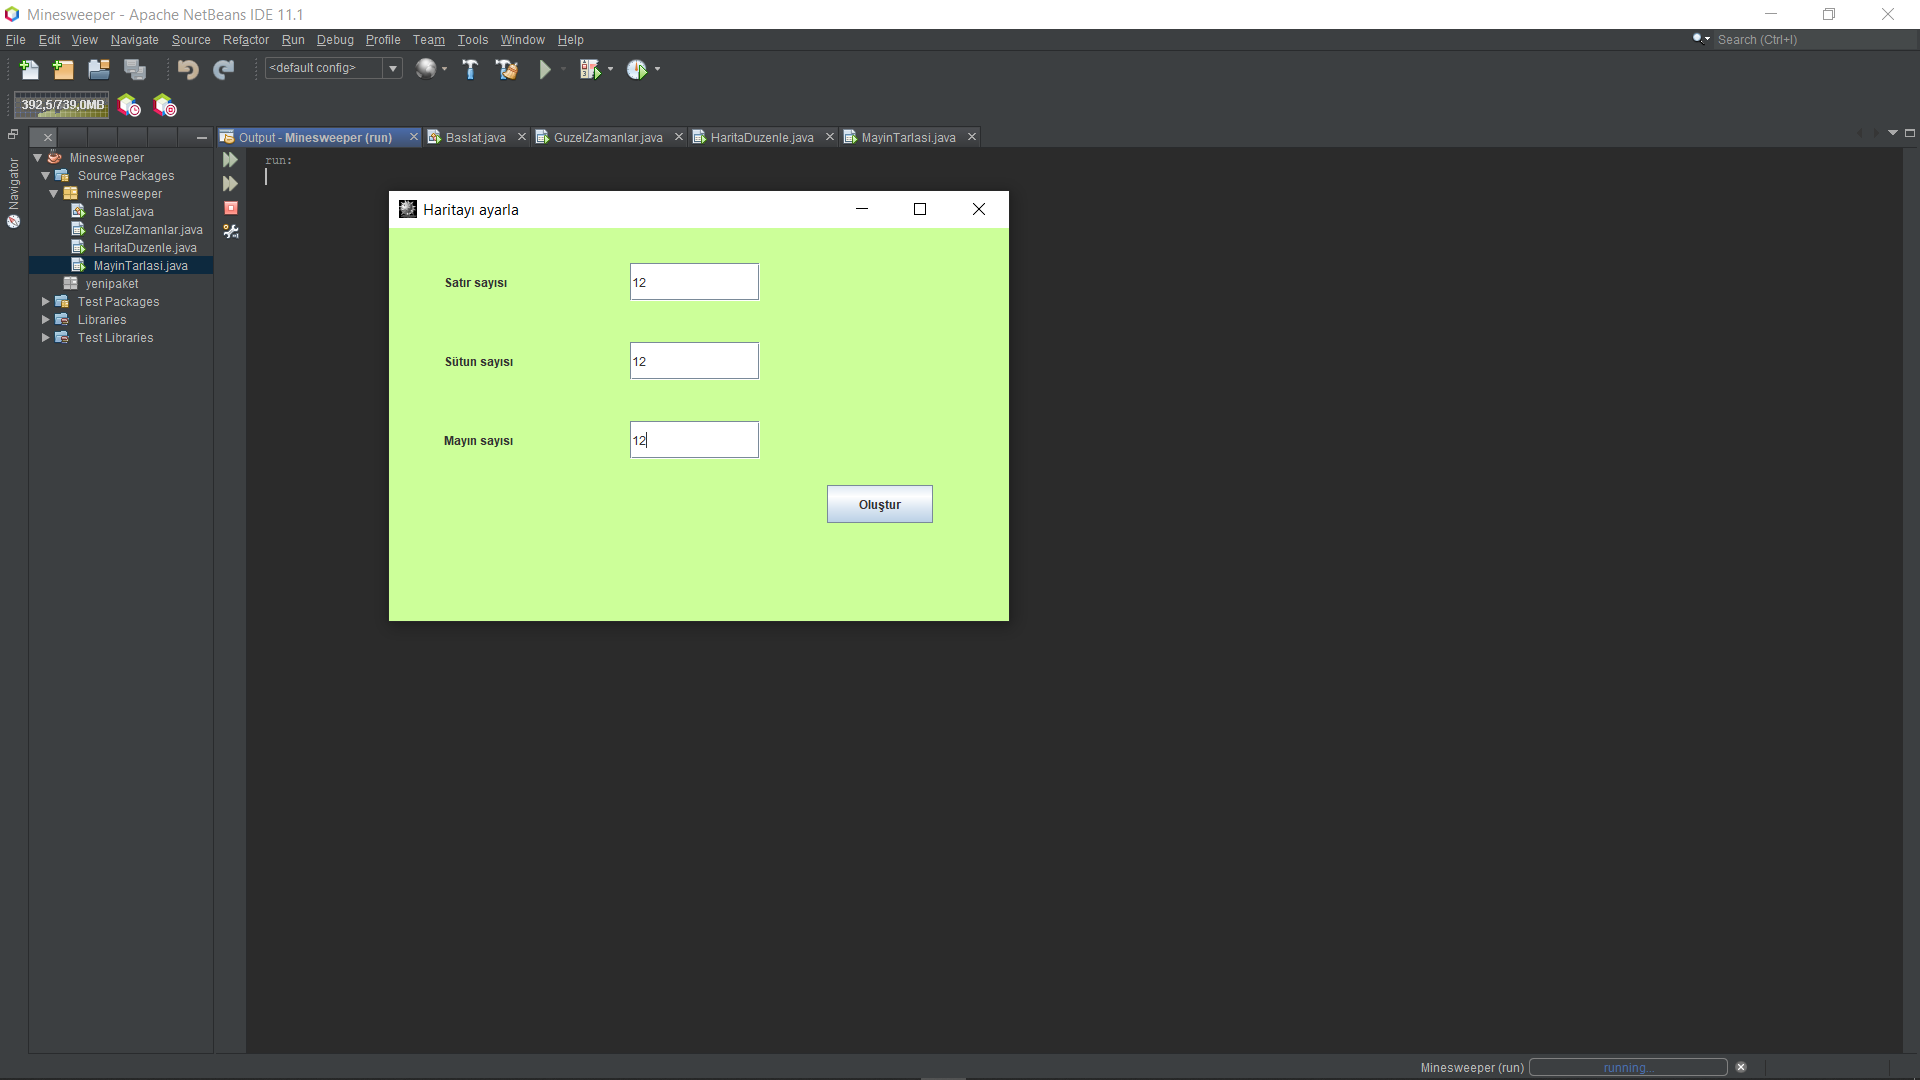 Minesweeper - Apache NetBeans IDE 11.1
File Edit View Navigate Source Refactor Run Debug Profile Team Tools Window Help
Search (Ctrl+I)
<default config>
392,5/739,0MB
Output - Minesweeper (run) Baslat.java GuzelZamanlar.java HaritaDuzenle.java MayinTarlasi.java
Navigator
Minesweeper
Source Packages
minesweeper
Baslat.java
GuzelZamanlar.java
HaritaDuzenle.java
MayinTarlasi.java
yenipaket
Test Packages
Libraries
Test Libraries
run:
Haritayı ayarla
Satır sayısı 12
Sütun sayısı 12
Mayın sayısı 12
Oluştur
Minesweeper (run) running...